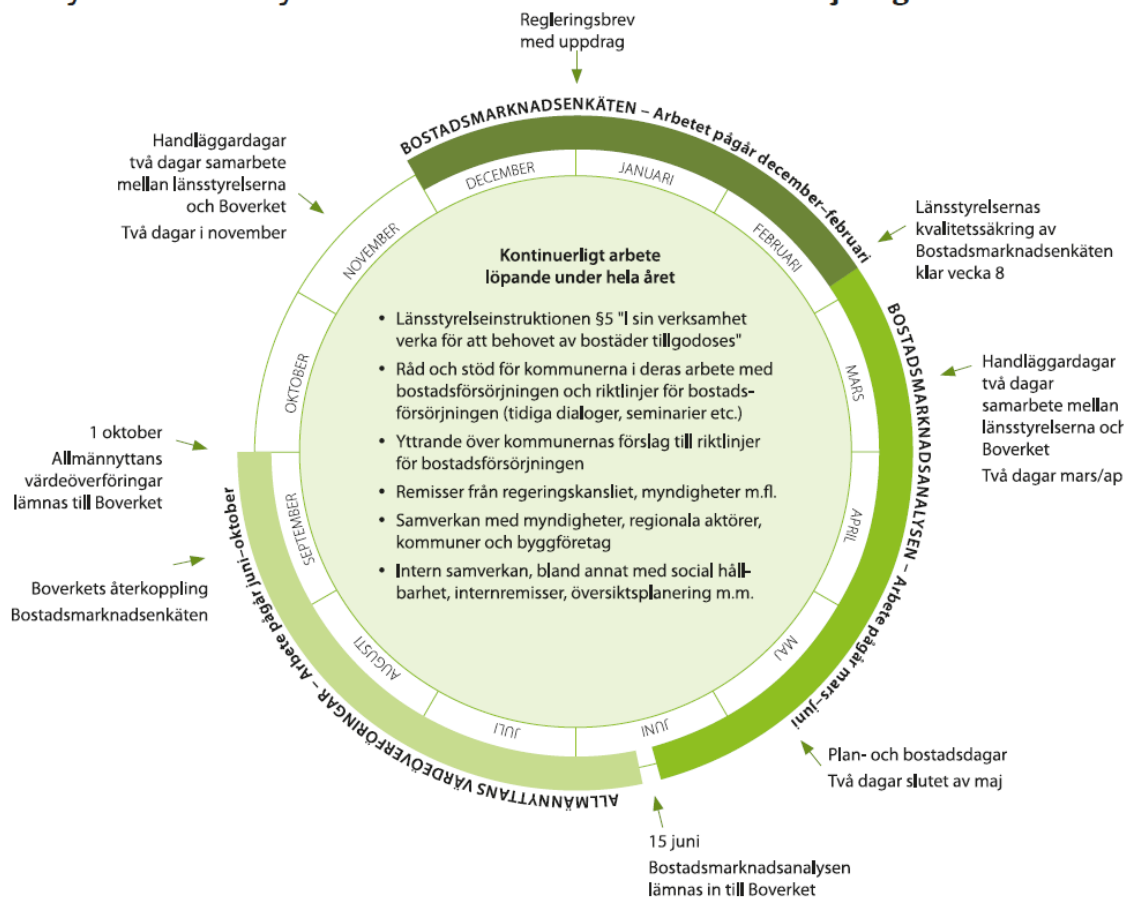 Regleringsbrev
med uppdrag
BOSTADSMARKNADSENKÄTEN – Arbetet pågår december–februari
Handläggardagar
två dagar samarbete
mellan länsstyrelserna
och Boverket
Två dagar i november
DECEMBER
JANUARI
FEBRUARI
NOVEMBER
Länsstyrelsernas
kvalitetssäkring av
Bostadsmarknadsenkäten
klar vecka 8
Kontinuerligt arbete
löpande under hela året
• Länsstyrelseinstruktionen §5 "I sin verksamhet
verka för att behovet av bostäder tillgodoses"
• Råd och stöd för kommunerna i deras arbete med
bostadsförsörjningen och riktlinjer för bostads-
försörjningen (tidiga dialoger, seminarier etc.)
• Yttrande över kommunernas förslag till riktlinjer
för bostadsförsörjningen
• Remisser från regeringskansliet, myndigheter m.fl.
• Samverkan med myndigheter, regionala aktörer,
kommuner och byggföretag
• Intern samverkan, bland annat med social håll-
barhet, internremisser, översiktsplanering m.m.
OKTOBER
MARS
BOSTADSMARKNADSANALYSEN – Arbete pågår mars–juni
Handläggardagar
två dagar
samarbete mellan
länsstyrelserna och
Boverket
Två dagar mars/ap
1 oktober
Allmännyttans
värdeöverföringar
lämnas till Boverket
SEPTEMBER
APRIL
Boverkets återkoppling
Bostadsmarknadsenkäten
ALLMÄNNYTTANS VÄRDEÖVERFÖRINGAR – Arbete pågår juni–oktober
AUGUSTI
MAJ
JULI
JUNI
Plan- och bostadsdagar
Två dagar slutet av maj
15 juni
Bostadsmarknadsanalysen
lämnas in till Boverket